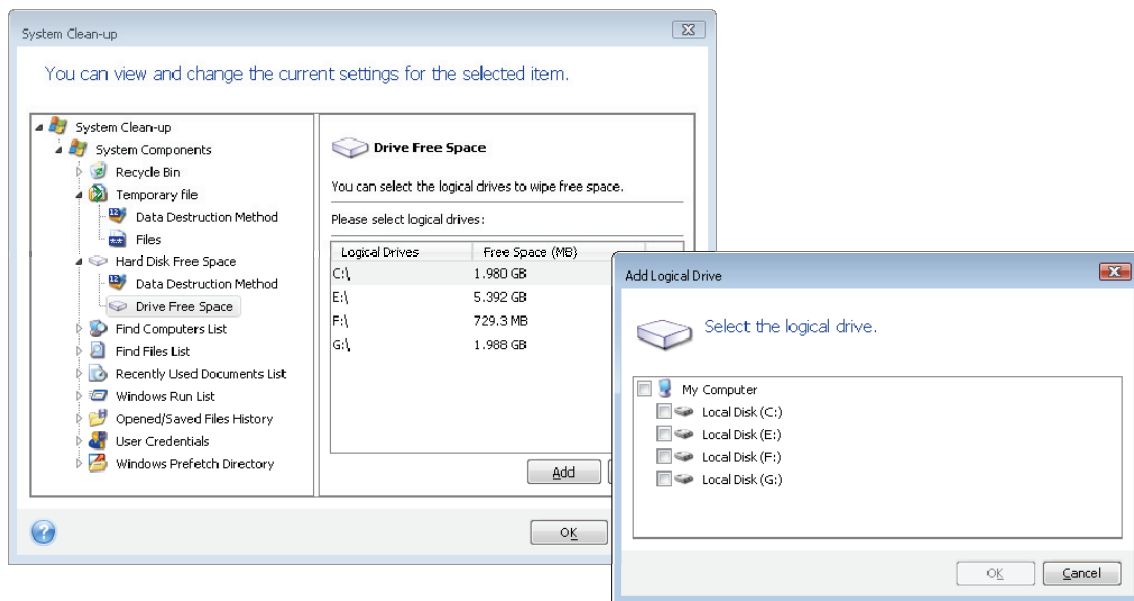 System Clean-up
You can view and change the current settings for the selected item.
System Clean-up
System Components
Recycle Bin
Temporary file
Data Destruction Method
Files
Hard Disk Free Space
Data Destruction Method
Drive Free Space
Find Computers List
Find Files List
Recently Used Documents List
Windows Run List
Opened/Saved Files History
User Credentials
Windows Prefetch Directory
Drive Free Space
You can select the logical drives to wipe free space.
Please select logical drives:
Logical Drives Free Space (MB)
C:\ 1.980 GB
E:\ 5.392 GB
F:\ 729.3 MB
G:\ 1.988 GB
Add
OK
Add Logical Drive
Select the logical drive.
My Computer
Local Disk (C:)
Local Disk (E:)
Local Disk (F:)
Local Disk (G:)
OK Cancel